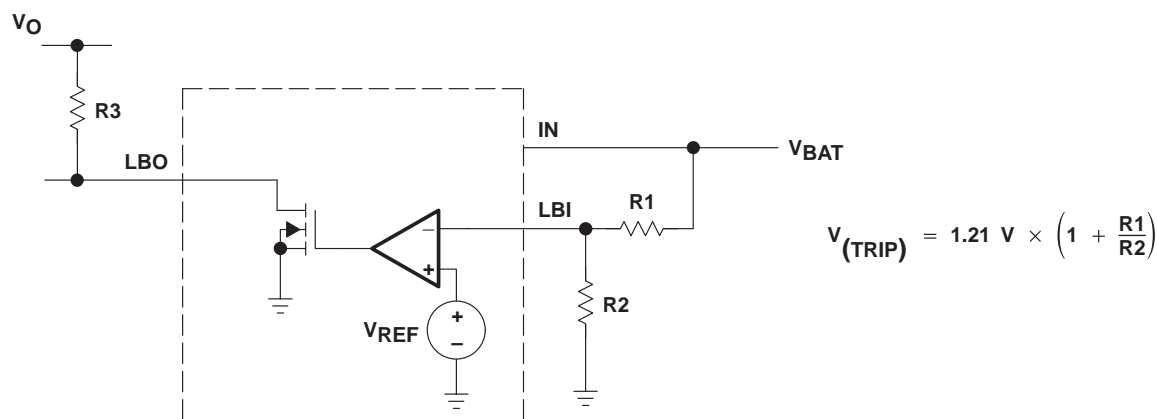 VO
R3
IN
VBAT
LBO
LBI
R1
V(TRIP) = 1.21 V × (1 + R1/R2)
–
+
R2
VREF
+
–